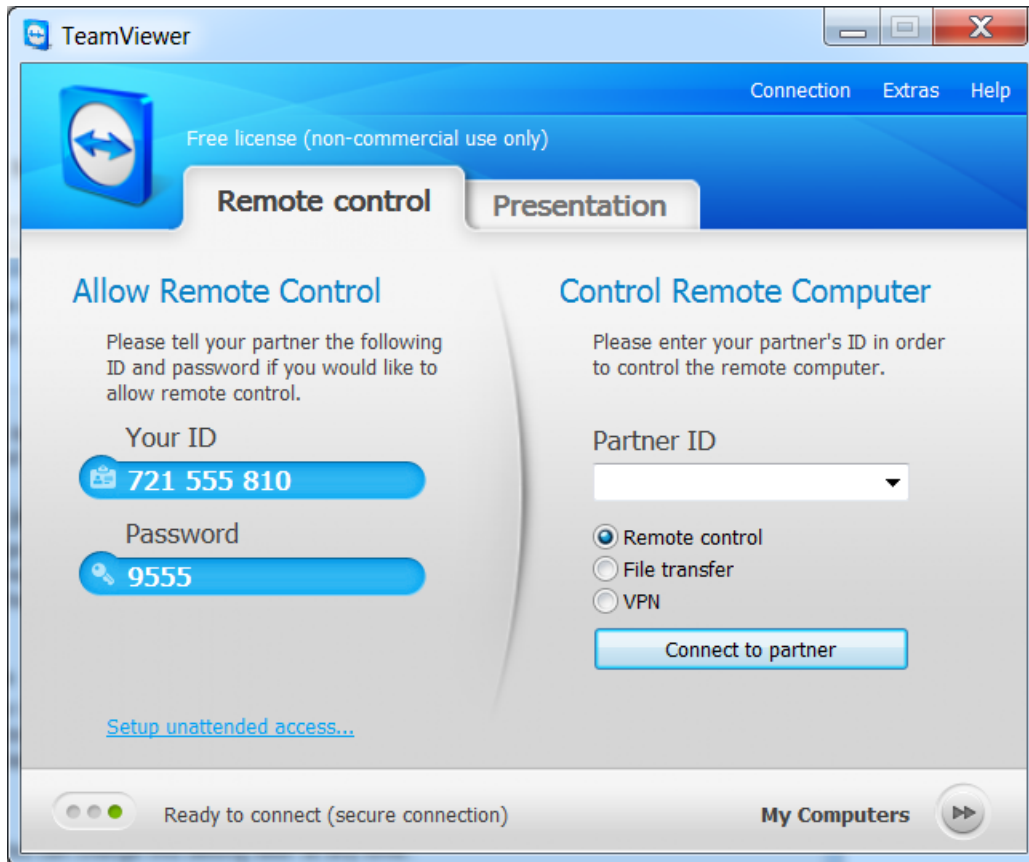 TeamViewer
Connection Extras Help
Free license (non-commercial use only)
Remote control
Presentation
Allow Remote Control
Please tell your partner the following
ID and password if you would like to
allow remote control.
Your ID
721 555 810
Password
9555
Setup unattended access...
Control Remote Computer
Please enter your partner's ID in order
to control the remote computer.
Partner ID
Remote control
File transfer
VPN
Connect to partner
Ready to connect (secure connection)
My Computers